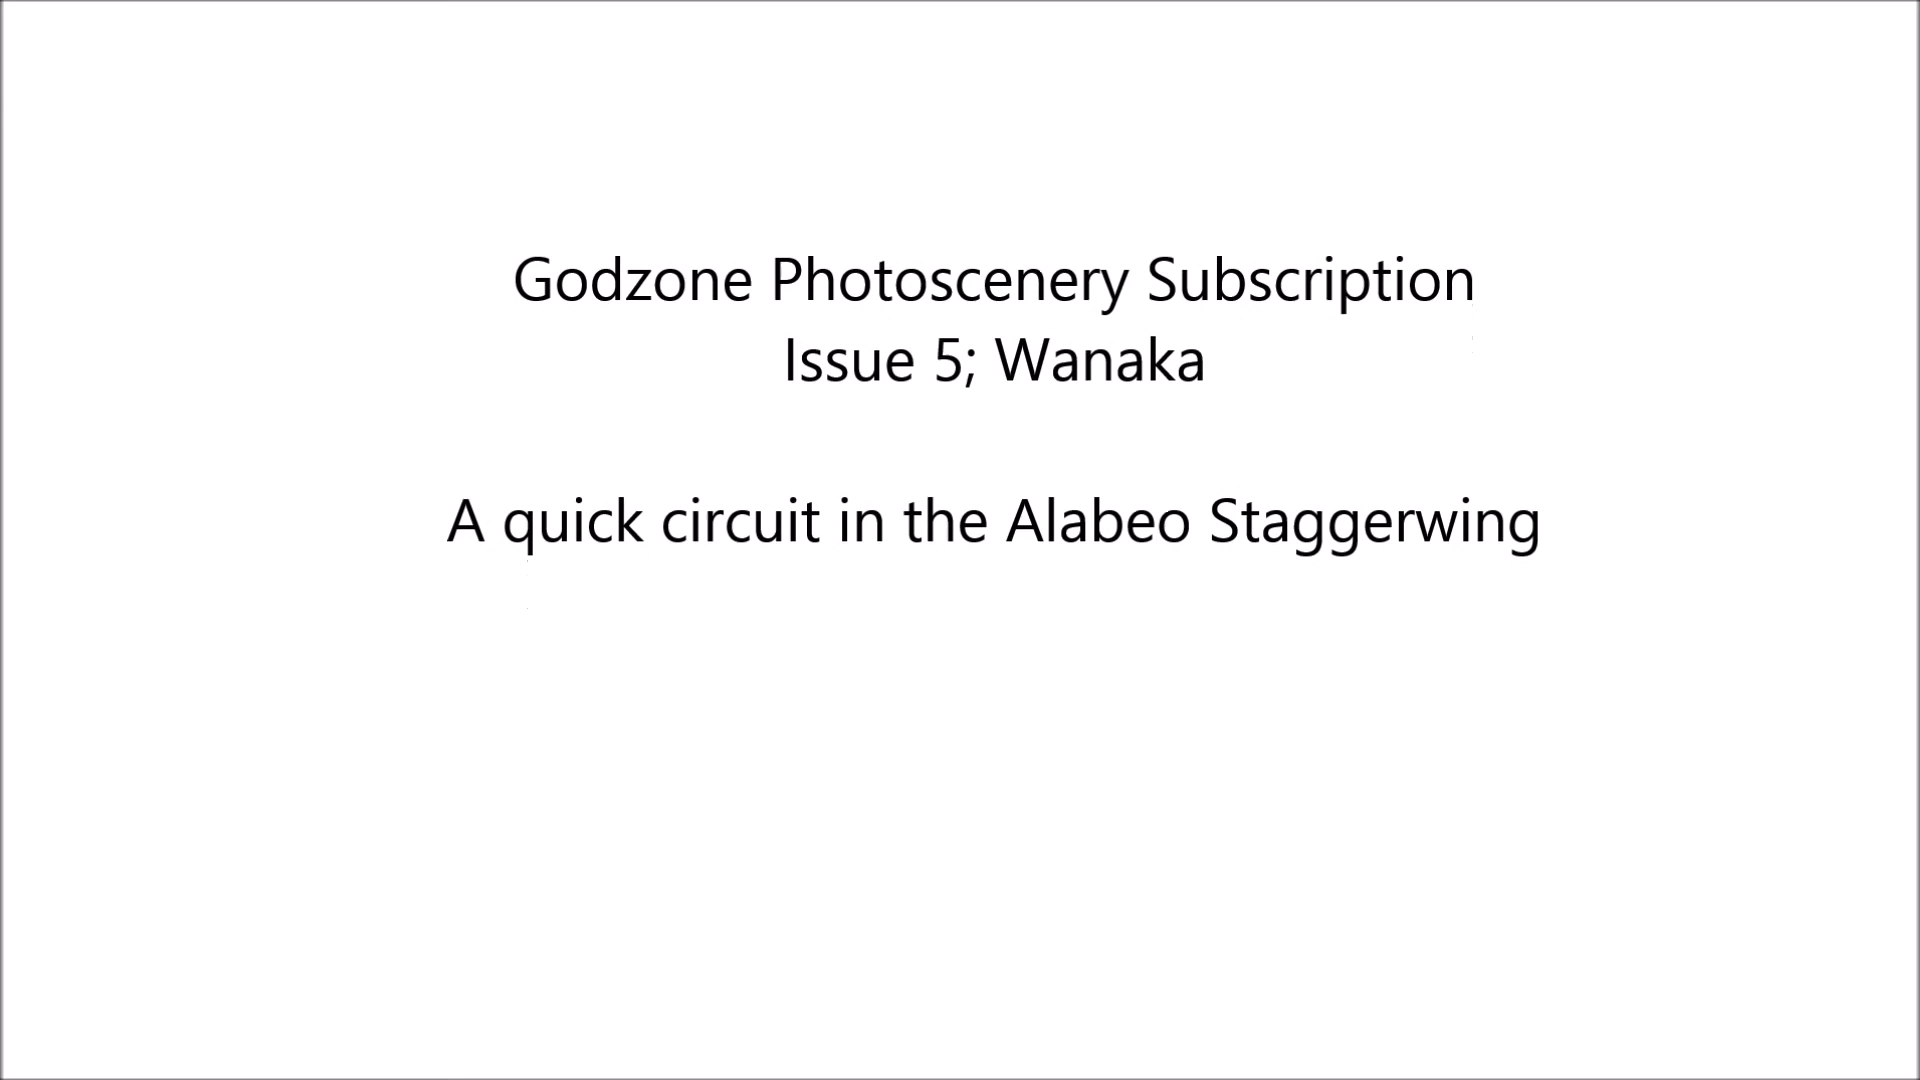 Godzone Photoscenery Subscription
Issue 5; Wanaka
A quick circuit in the Alabeo Staggerwing